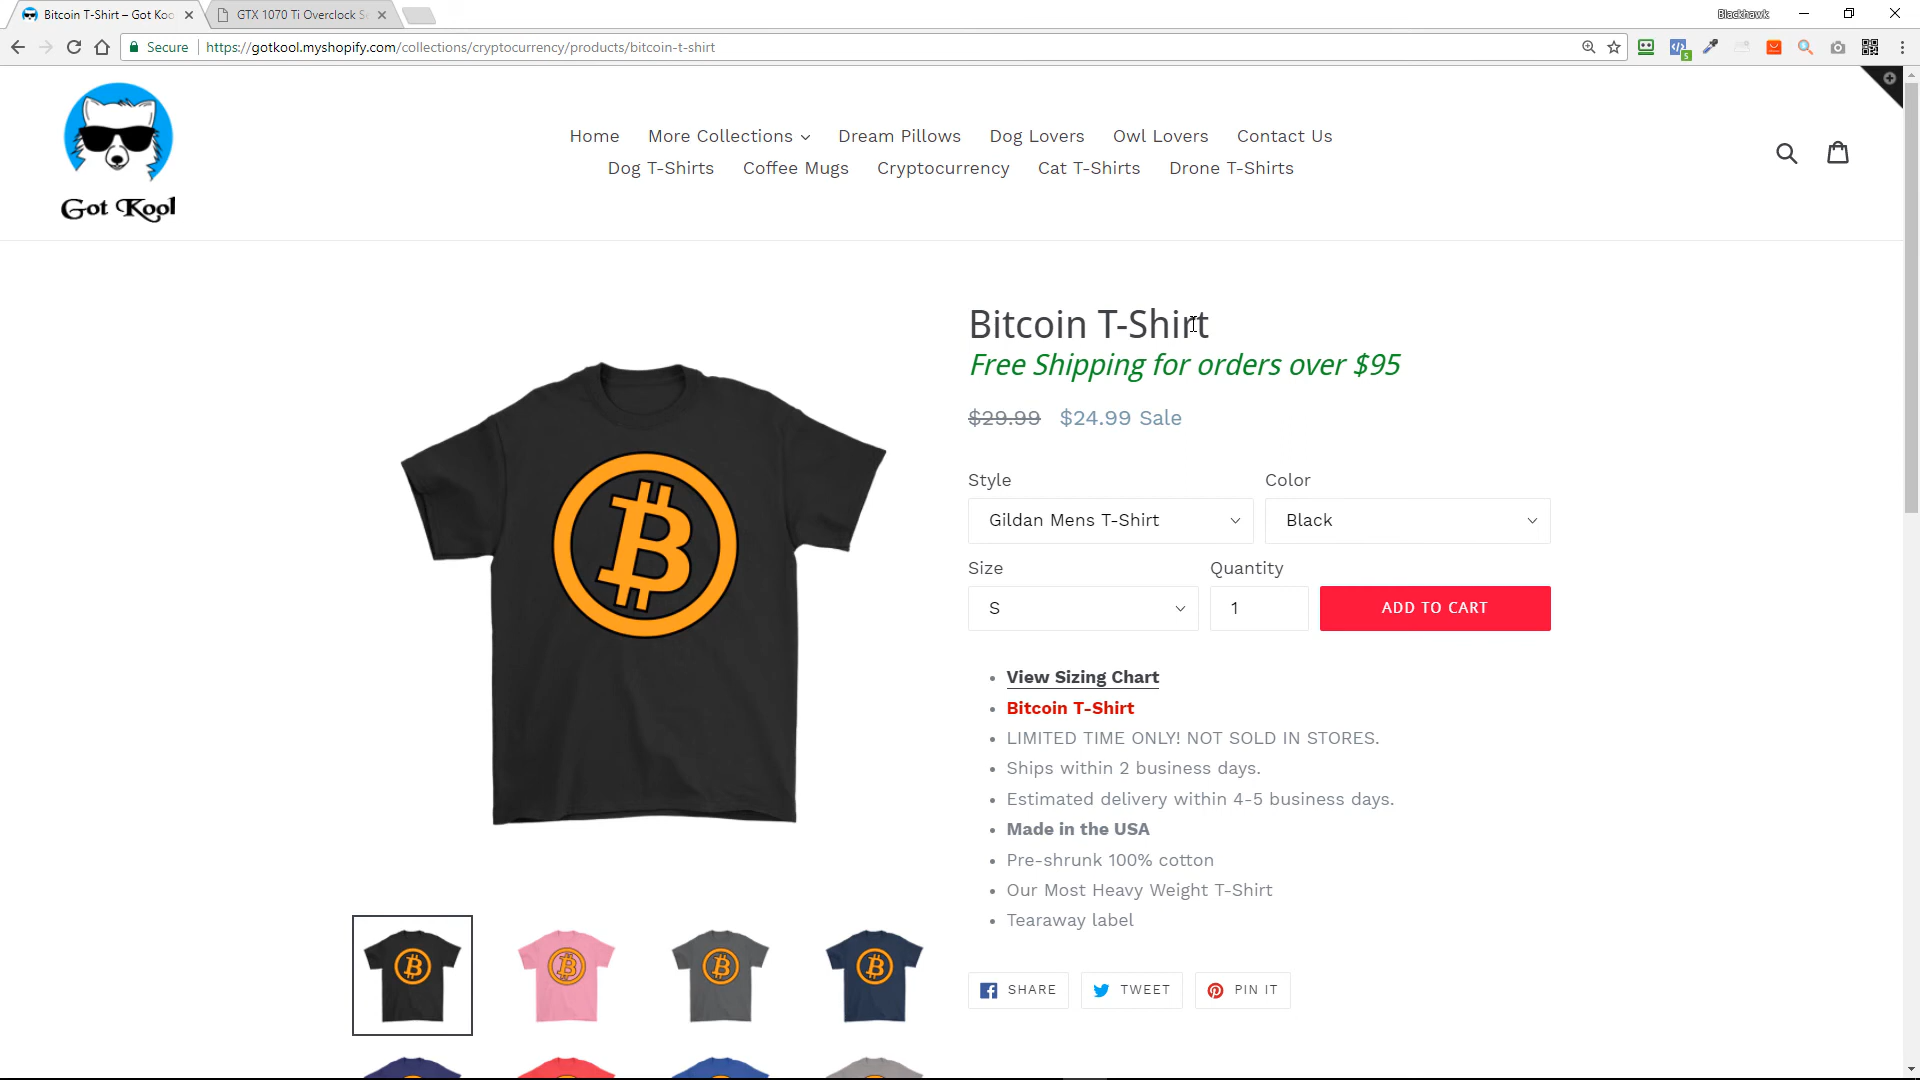 Bitcoin T-Shirt – Got Koo
GTX 1070 Ti Overclock Se
Blackhawk
Secure
https://gotkool.myshopify.com/collections/cryptocurrency/products/bitcoin-t-shirt
Got Kool
Home More Collections Dream Pillows Dog Lovers Owl Lovers Contact Us
Dog T-Shirts Coffee Mugs Cryptocurrency Cat T-Shirts Drone T-Shirts
Bitcoin T-Shirt
Free Shipping for orders over $95
$29.99 $24.99 Sale
Style Color
Gildan Mens T-Shirt Black
Size Quantity
S 1 ADD TO CART
View Sizing Chart
Bitcoin T-Shirt
LIMITED TIME ONLY! NOT SOLD IN STORES.
Ships within 2 business days.
Estimated delivery within 4-5 business days.
Made in the USA
Pre-shrunk 100% cotton
Our Most Heavy Weight T-Shirt
Tearaway label
SHARE TWEET PIN IT